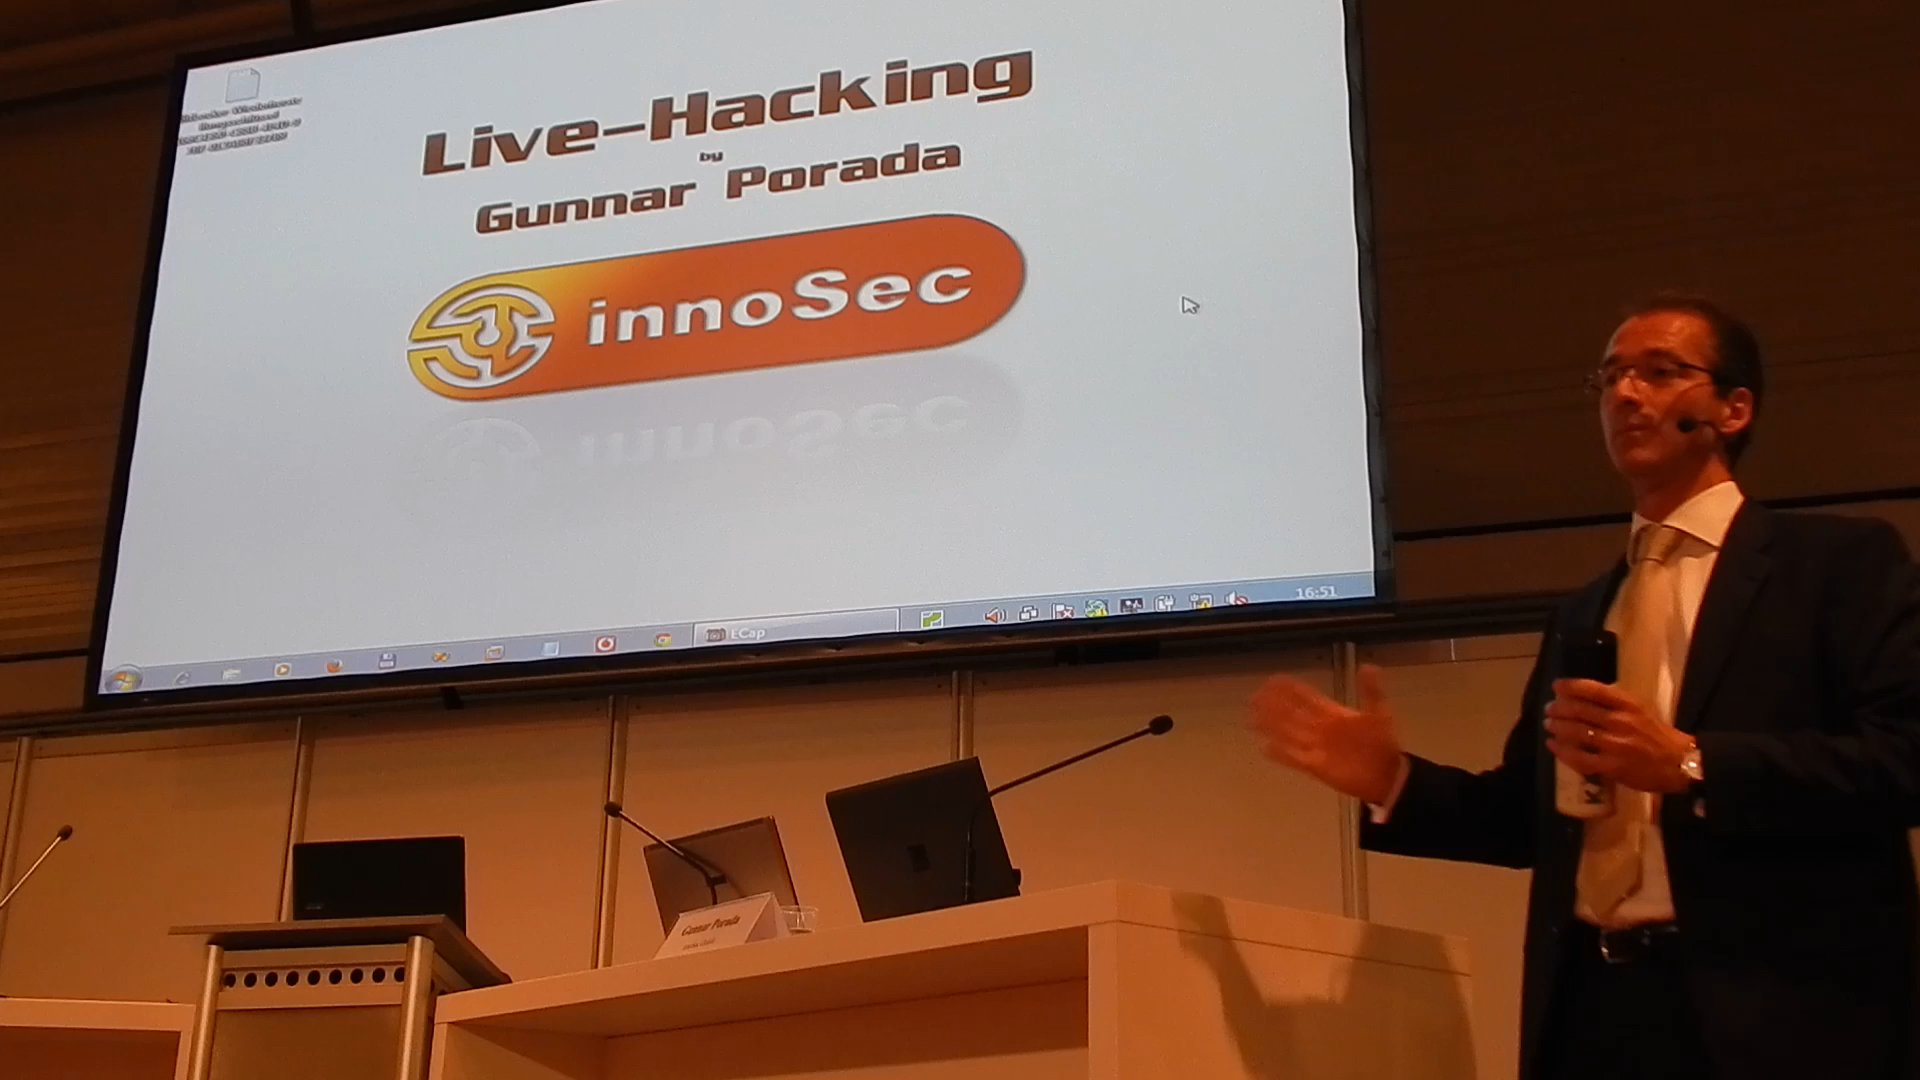 Live-Hacking
by
Gunnar Porada
innoSec
ECap
16:51
Gunnar Porada